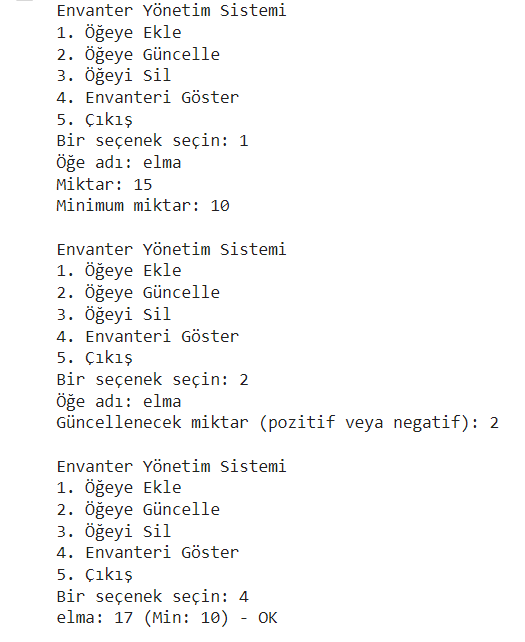 Envanter Yönetim Sistemi
1. Öğeye Ekle
2. Öğeye Güncelle
3. Öğeyi Sil
4. Envanteri Göster
5. Çıkış
Bir seçenek seçin: 1
Öğe adı: elma
Miktar: 15
Minimum miktar: 10

Envanter Yönetim Sistemi
1. Öğeye Ekle
2. Öğeye Güncelle
3. Öğeyi Sil
4. Envanteri Göster
5. Çıkış
Bir seçenek seçin: 2
Öğe adı: elma
Güncellenecek miktar (pozitif veya negatif): 2

Envanter Yönetim Sistemi
1. Öğeye Ekle
2. Öğeye Güncelle
3. Öğeyi Sil
4. Envanteri Göster
5. Çıkış
Bir seçenek seçin: 4
elma: 17 (Min: 10) - OK